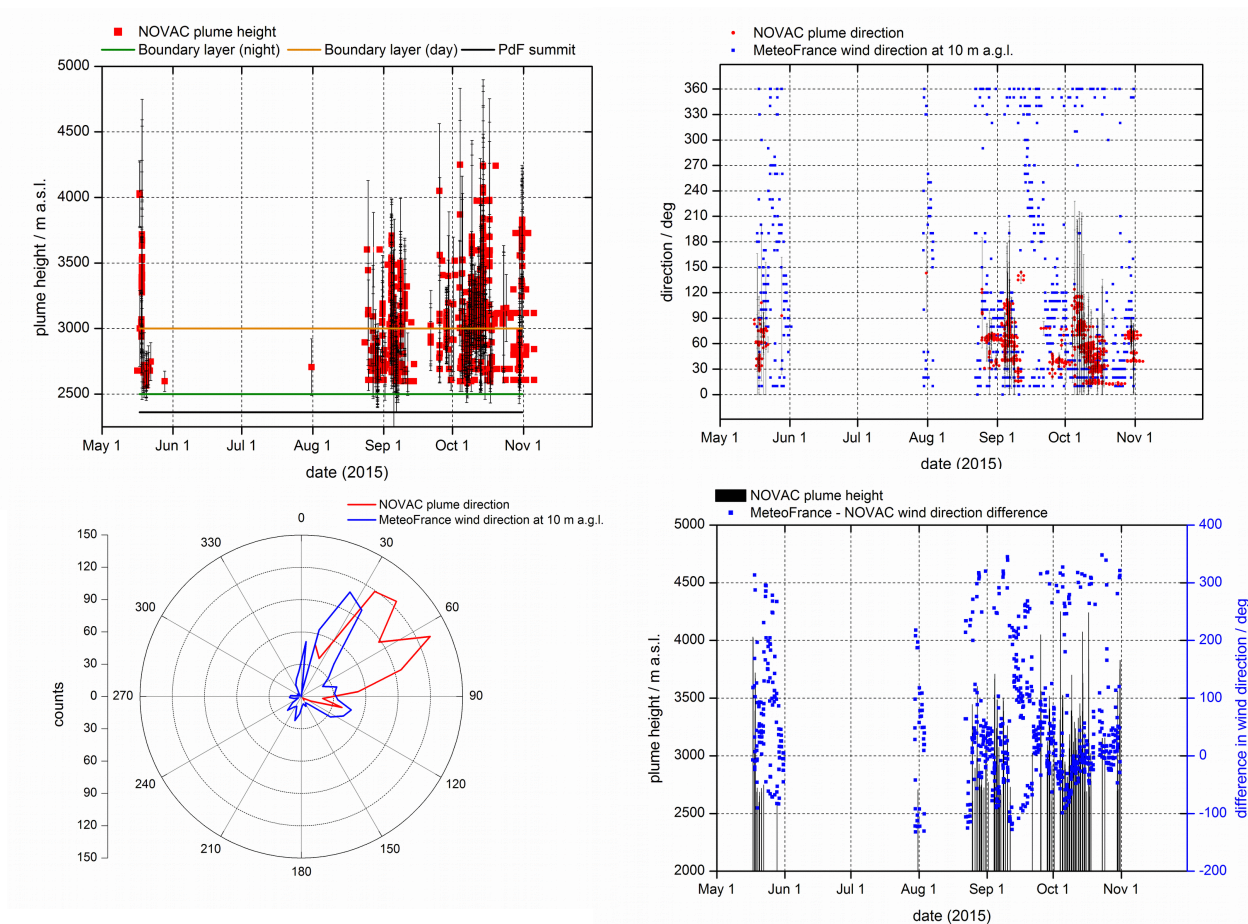 NOVAC plume height
Boundary layer (night) Boundary layer (day) PdF summit
5000
4500
4000
3500
3000
2500
plume height / m a.s.l.
May 1 Jun 1 Jul 1 Aug 1 Sep 1 Oct 1 Nov 1
date (2015)
NOVAC plume direction
MeteoFrance wind direction at 10 m a.g.l.
360
330
300
270
240
210
180
150
120
90
60
30
0
direction / deg
May 1 Jun 1 Jul 1 Aug 1 Sep 1 Oct 1 Nov 1
date (2015)
NOVAC plume direction
MeteoFrance wind direction at 10 m a.g.l.
150
120
90
60
30
0
30
60
90
120
150
counts
0
30
60
90
120
150
180
210
240
270
300
330
NOVAC plume height
MeteoFrance - NOVAC wind direction difference
5000
4500
4000
3500
3000
2500
2000
plume height / m a.s.l.
400
300
200
100
0
-100
-200
difference in wind direction / deg
May 1 Jun 1 Jul 1 Aug 1 Sep 1 Oct 1 Nov 1
date (2015)